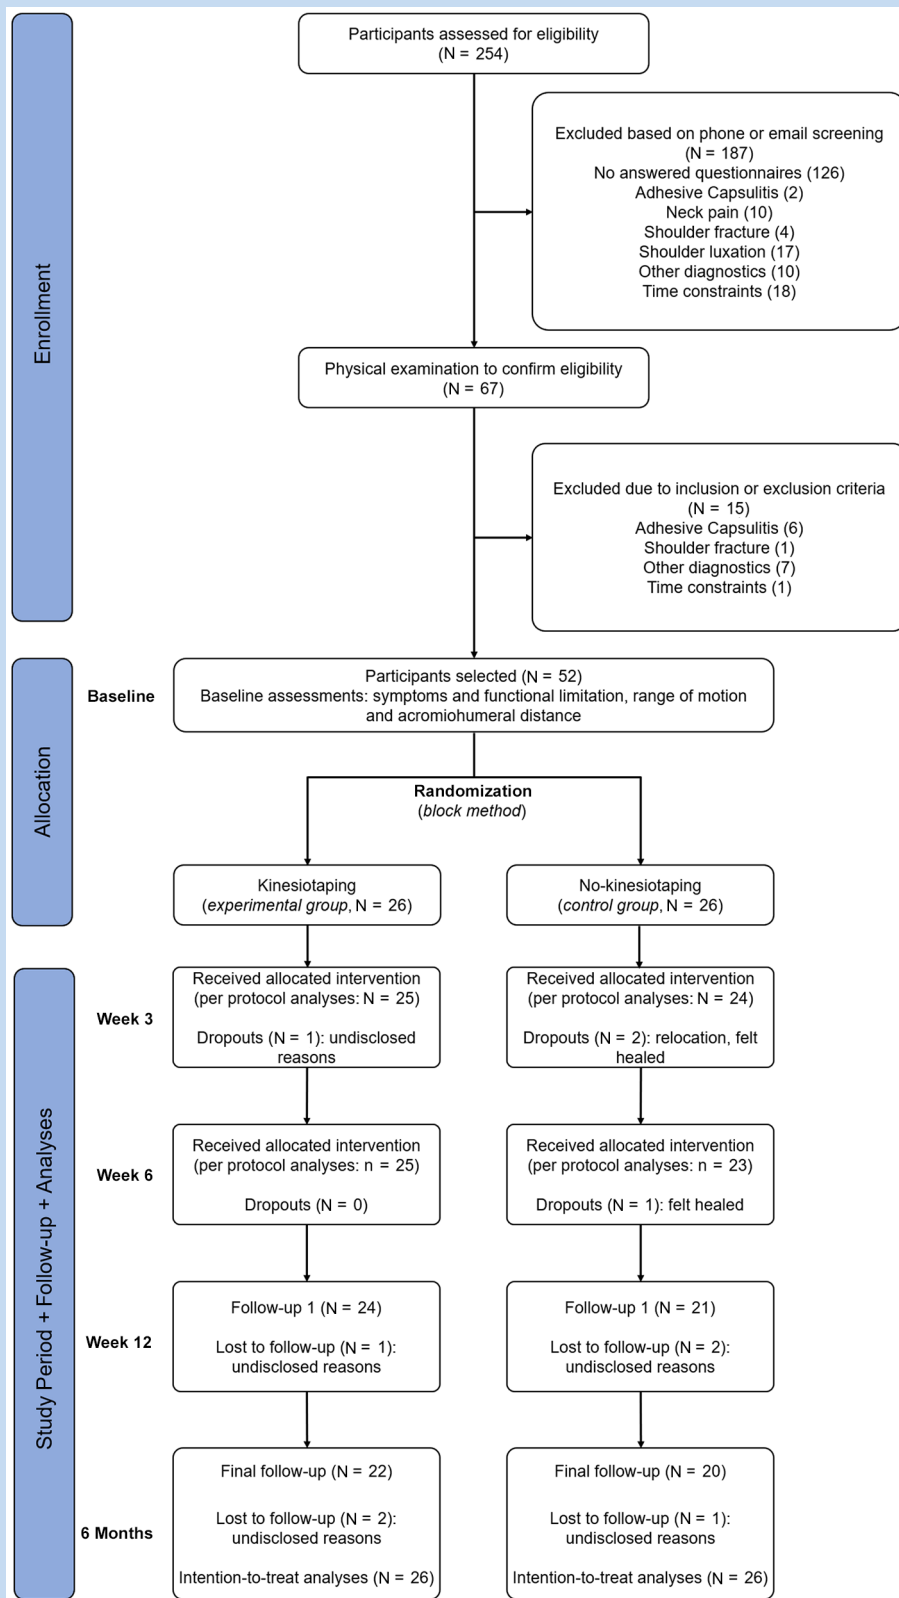 Enrollment
Participants assessed for eligibility
(N = 254)
Excluded based on phone or email screening
(N = 187)
No answered questionnaires (126)
Adhesive Capsulitis (2)
Neck pain (10)
Shoulder fracture (4)
Shoulder luxation (17)
Other diagnostics (10)
Time constraints (18)
Physical examination to confirm eligibility
(N = 67)
Excluded due to inclusion or exclusion criteria
(N = 15)
Adhesive Capsulitis (6)
Shoulder fracture (1)
Other diagnostics (7)
Time constraints (1)
Allocation
Baseline
Participants selected (N = 52)
Baseline assessments: symptoms and functional limitation, range of motion
and acromiohumeral distance
Randomization
(block method)
Kinesiotaping
(experimental group, N = 26)
No-kinesiotaping
(control group, N = 26)
Study Period + Follow-up + Analyses
Week 3
Received allocated intervention
(per protocol analyses: N = 25)
Dropouts (N = 1): undisclosed
reasons
Received allocated intervention
(per protocol analyses: N = 24)
Dropouts (N = 2): relocation, felt
healed
Week 6
Received allocated intervention
(per protocol analyses: n = 25)
Dropouts (N = 0)
Received allocated intervention
(per protocol analyses: n = 23)
Dropouts (N = 1): felt healed
Week 12
Follow-up 1 (N = 24)
Lost to follow-up (N = 1):
undisclosed reasons
Follow-up 1 (N = 21)
Lost to follow-up (N = 2):
undisclosed reasons
6 Months
Final follow-up (N = 22)
Lost to follow-up (N = 2):
undisclosed reasons
Intention-to-treat analyses (N = 26)
Final follow-up (N = 20)
Lost to follow-up (N = 1):
undisclosed reasons
Intention-to-treat analyses (N = 26)